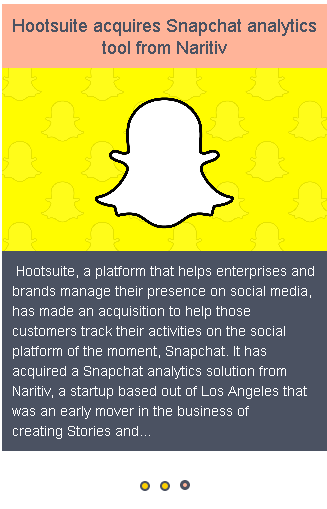 Hootsuite acquires Snapchat analytics
tool from Naritiv
Hootsuite, a platform that helps enterprises and
brands manage their presence on social media,
has made an acquisition to help those
customers track their activities on the social
platform of the moment, Snapchat. It has
acquired a Snapchat analytics solution from
Naritiv, a startup based out of Los Angeles that
was an early mover in the business of
creating Stories and...